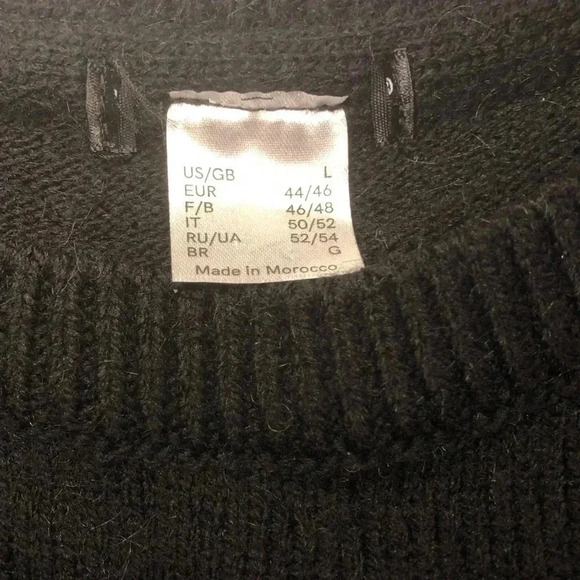 US/GB L
EUR 44/46
F/B 46/48
IT 50/52
RU/UA 52/54
BR G
Made in Morocco